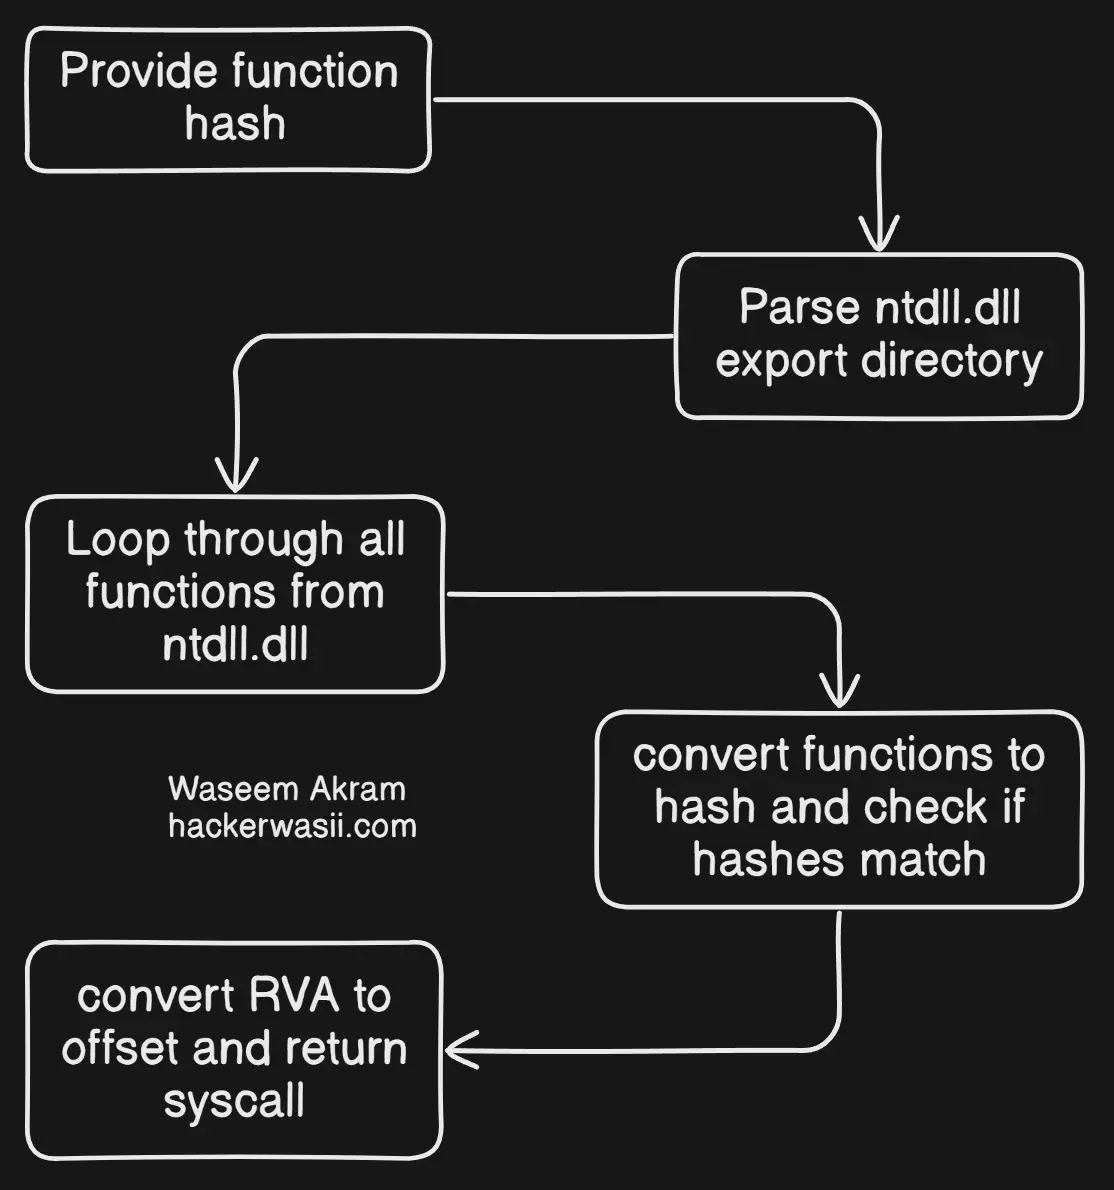 Provide function
hash
Parse ntdll.dll
export directory
Loop through all
functions from
ntdll.dll
convert functions to
hash and check if
hashes match
Waseem Akram
hackerwasii.com
convert RVA to
offset and return
syscall